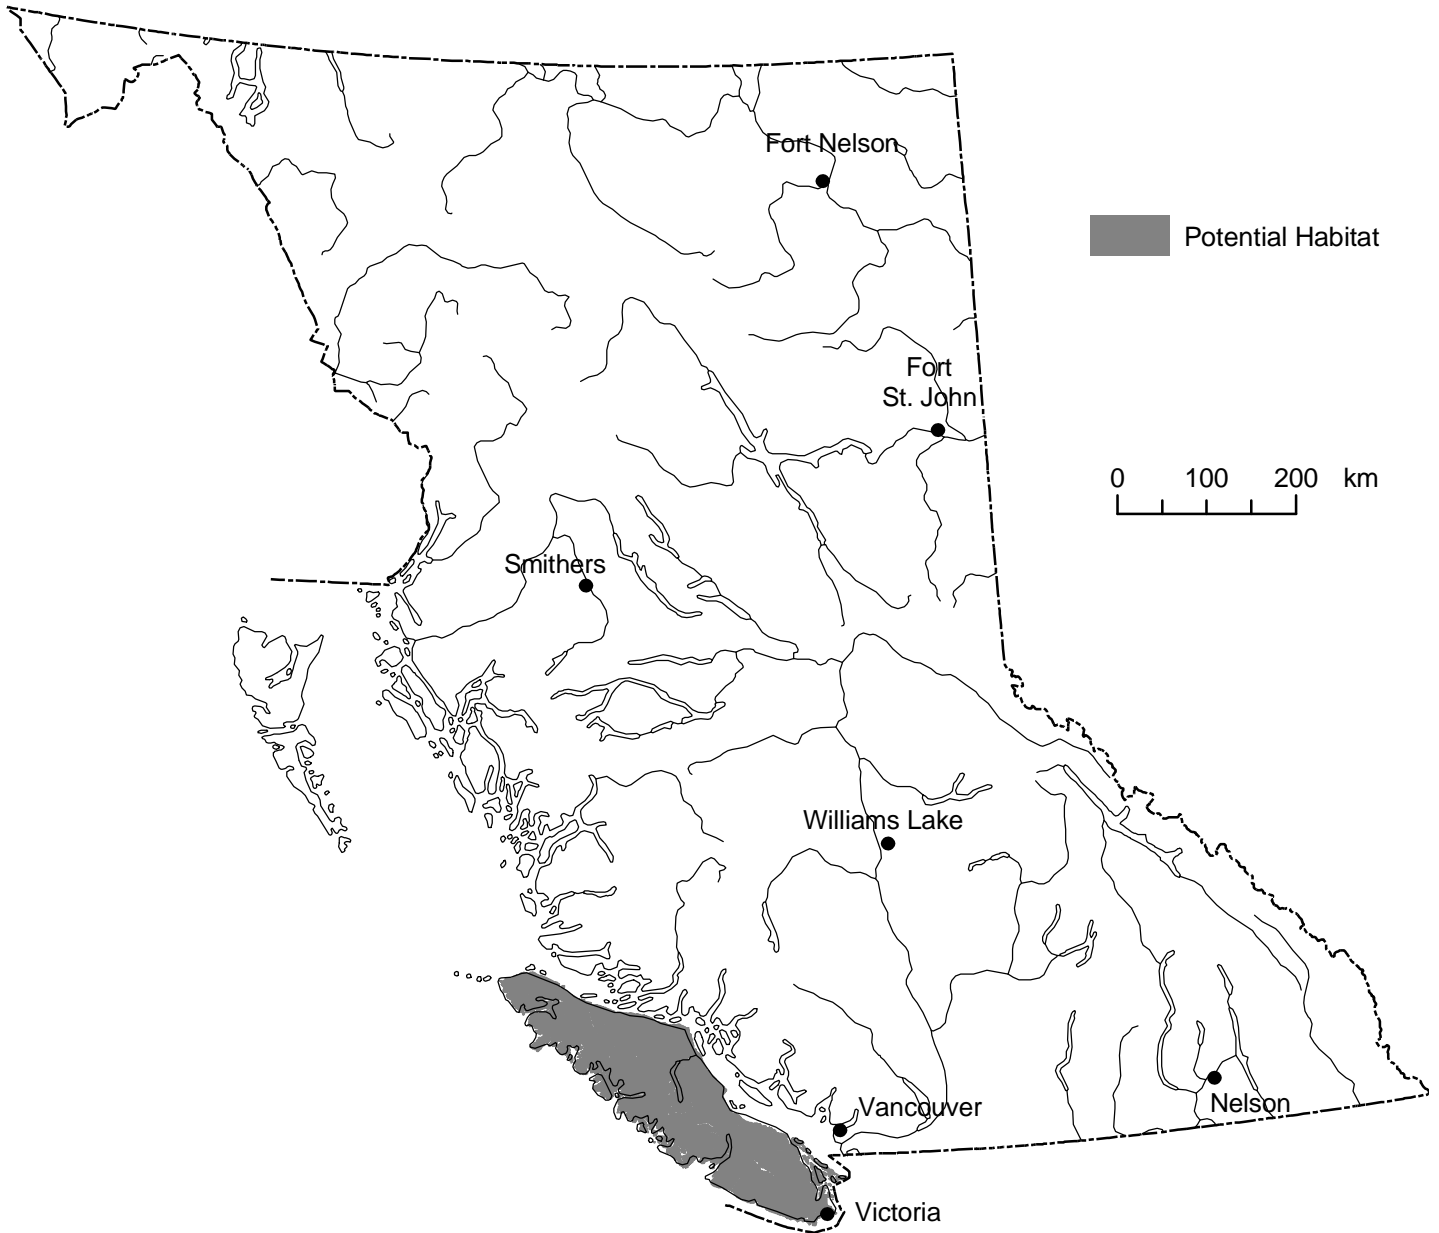 Fort Nelson
Potential Habitat
Fort
St. John
0 100 200 km
Smithers
Williams Lake
Vancouver
Nelson
Victoria